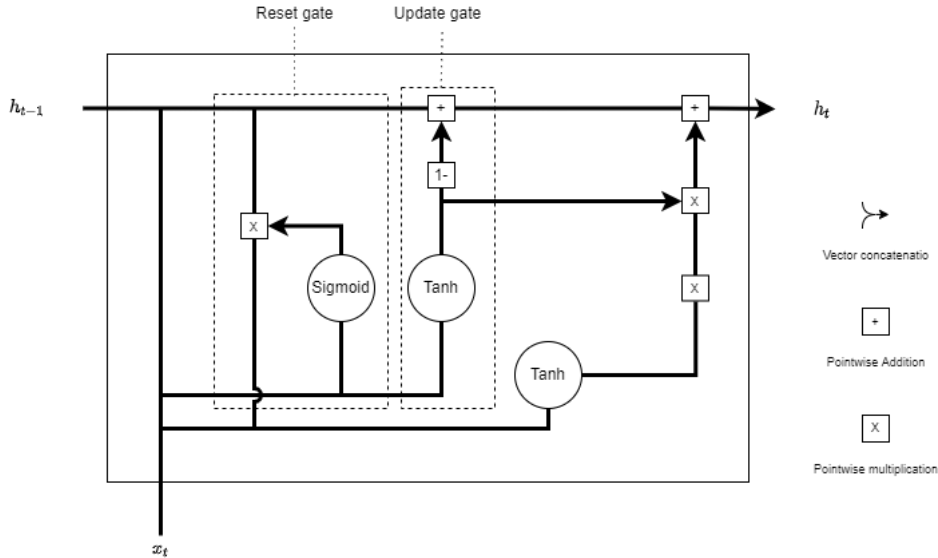 Reset gate
Update gate
h_{t-1}
+
+
h_t
1-
X
X
Sigmoid
Tanh
X
Tanh
x_t
Vector concatenatio
+
Pointwise Addition
X
Pointwise multiplication